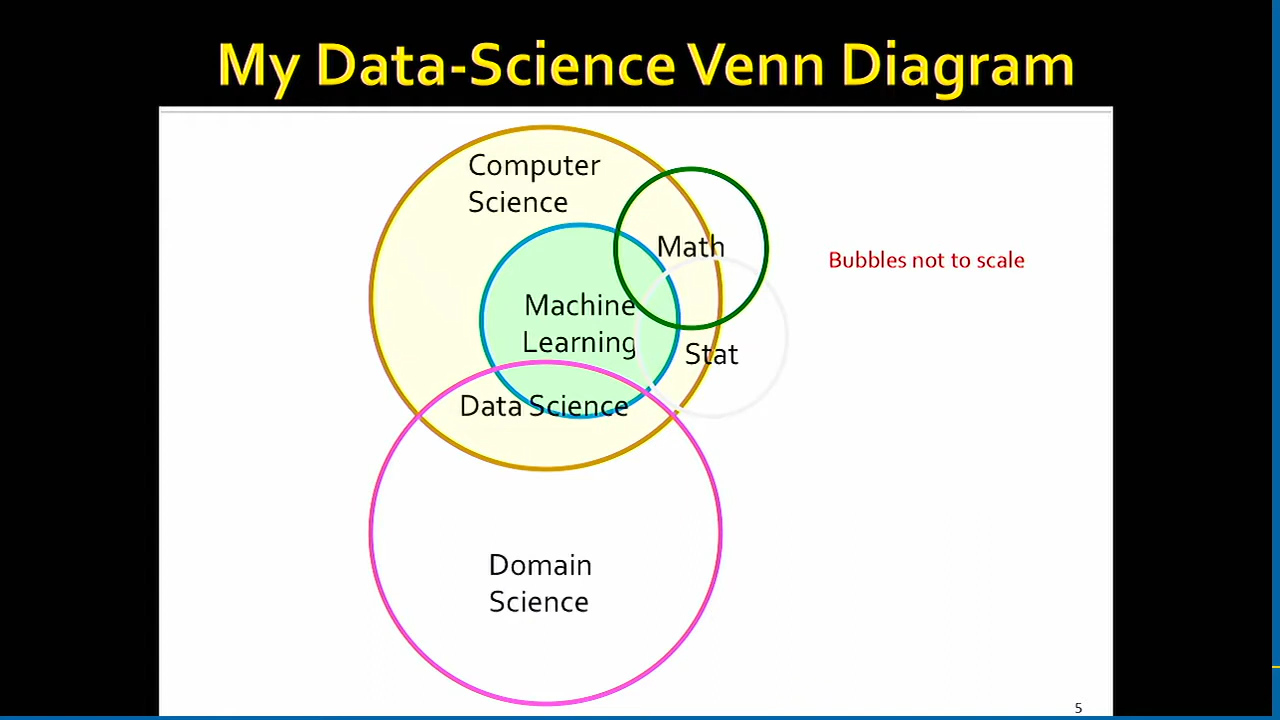 My Data-Science Venn Diagram
Computer
Science
Math
Bubbles not to scale
Machine
Learning
Stat
Data Science
Domain
Science
5